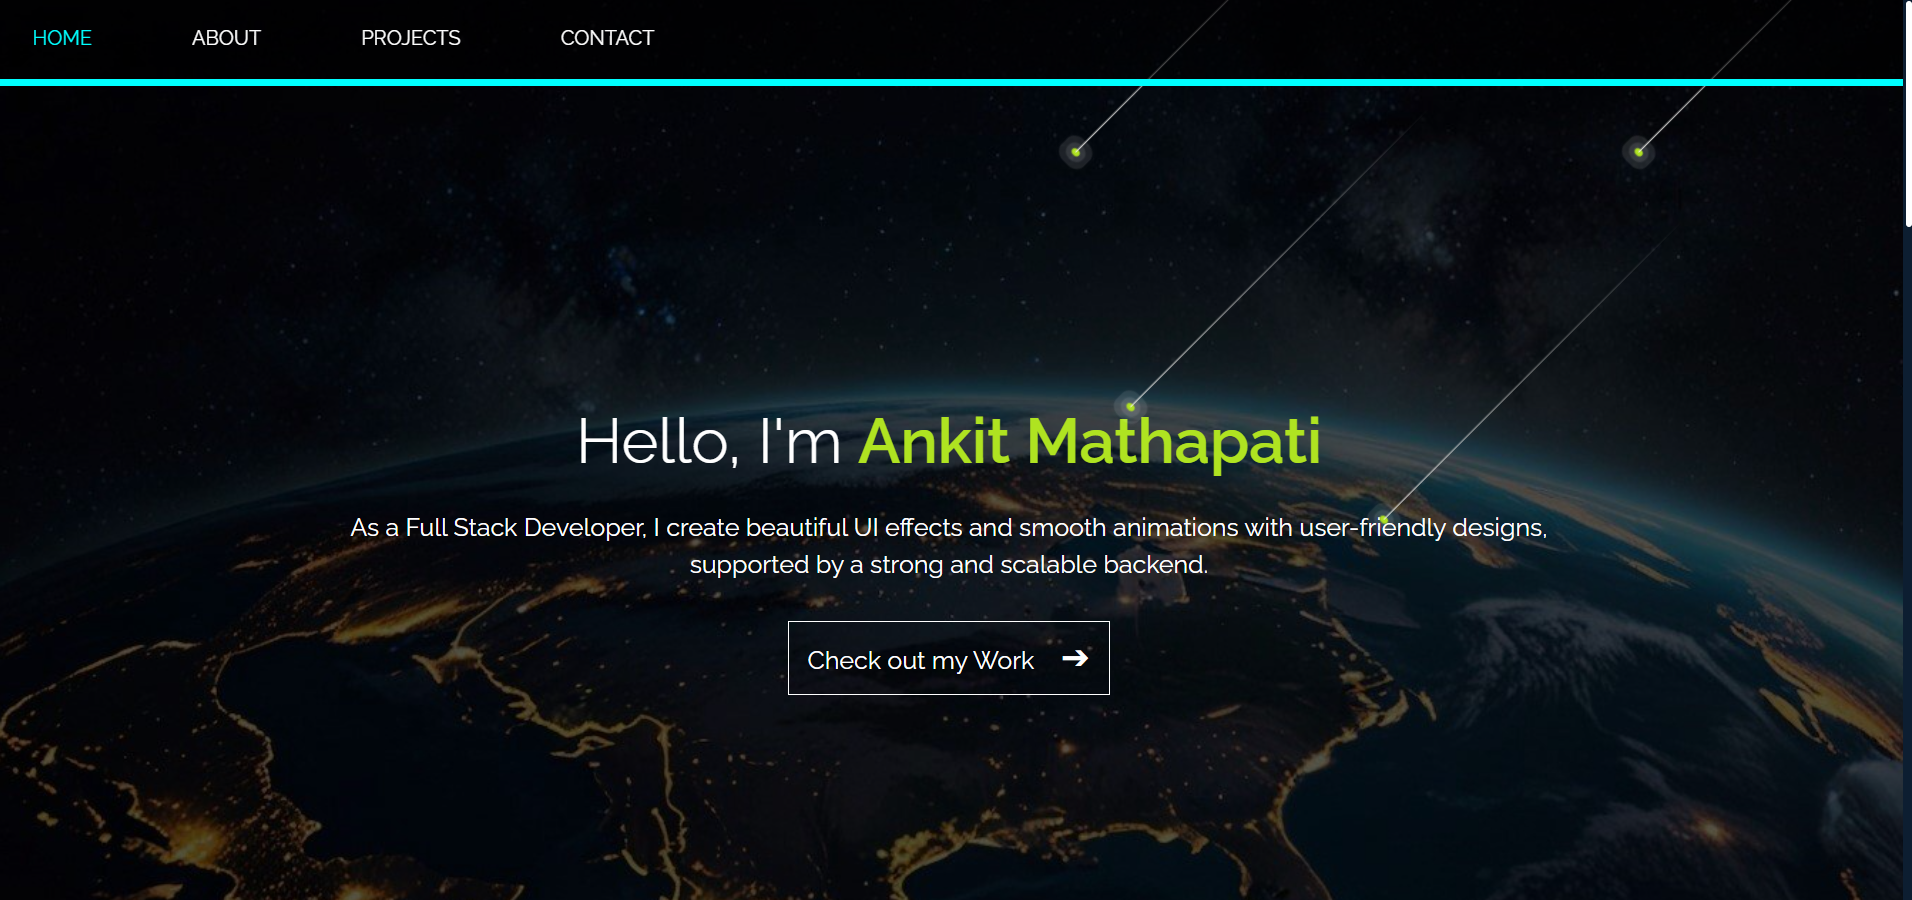 HOME ABOUT PROJECTS CONTACT
Hello, I'm Ankit Mathapati
As a Full Stack Developer, I create beautiful UI effects and smooth animations with user-friendly designs,
supported by a strong and scalable backend.
Check out my Work ➔